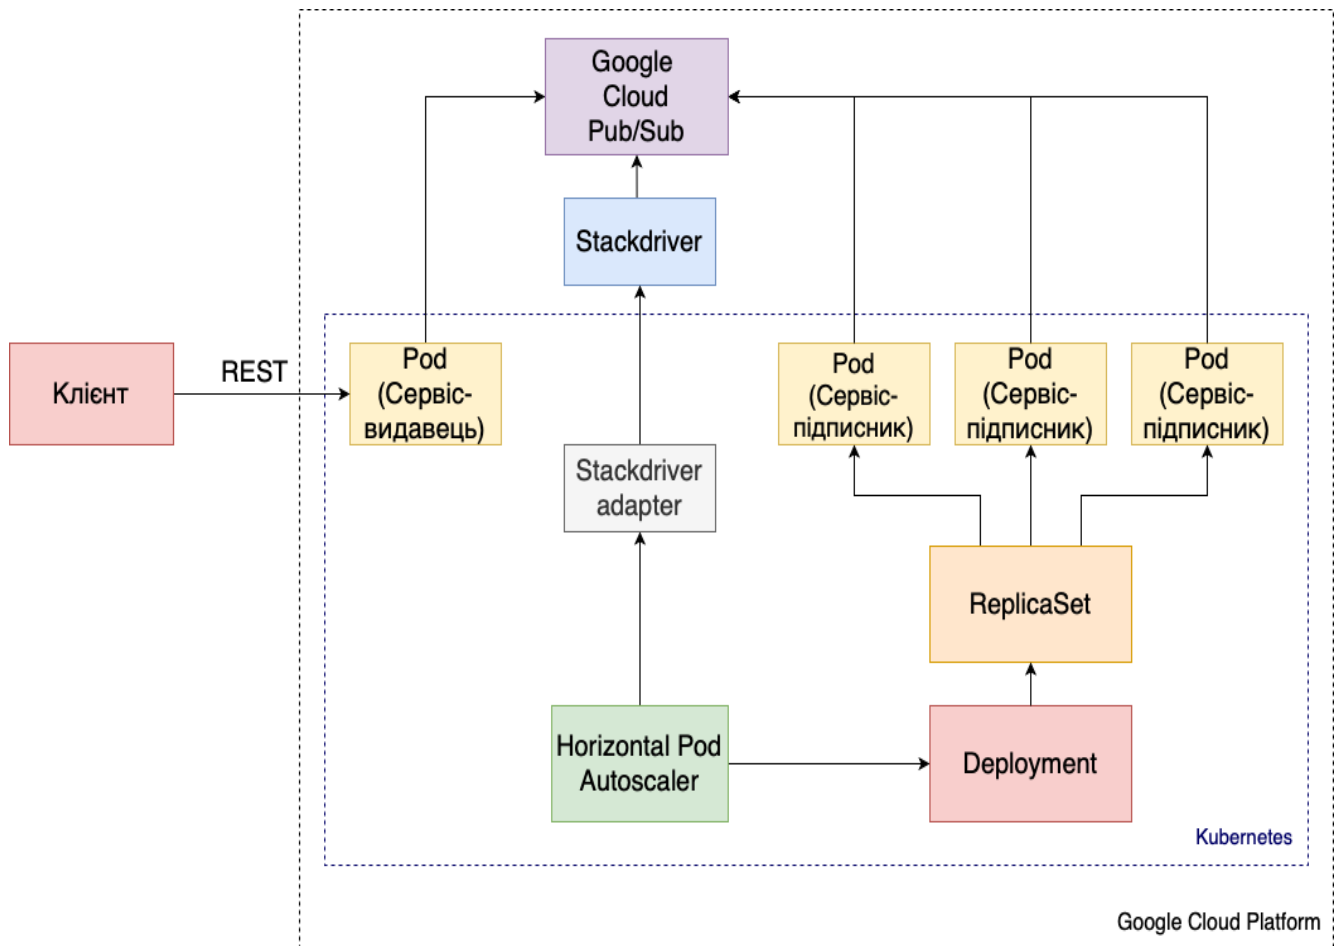 Google
Cloud
Pub/Sub
Stackdriver
Клієнт
REST
Pod
(Сервіс-
видавець)
Pod
(Сервіс-
підписник)
Pod
(Сервіс-
підписник)
Pod
(Сервіс-
підписник)
Stackdriver
adapter
ReplicaSet
Horizontal Pod
Autoscaler
Deployment
Kubernetes
Google Cloud Platform